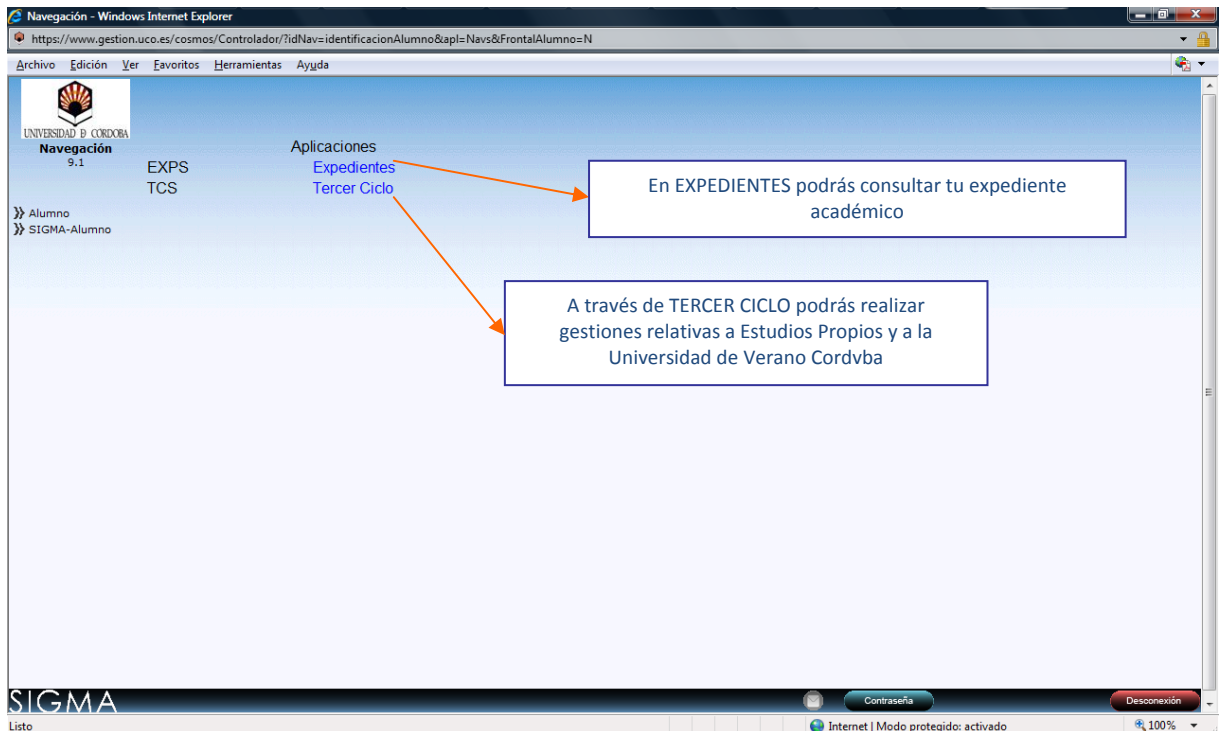 Navegación - Windows Internet Explorer
https://www.gestion.uco.es/cosmos/Controlador/?idNav=identificacionAlumno&apl=Navs&FrontalAlumno=N
Archivo Edición Ver Favoritos Herramientas Ayuda
UNIVERSIDAD D CORDOBA
Navegación
9.1
Aplicaciones
EXPS Expedientes
TCS Tercer Ciclo
Alumno
SIGMA-Alumno
En EXPEDIENTES podrás consultar tu expediente
académico
A través de TERCER CICLO podrás realizar
gestiones relativas a Estudios Propios y a la
Universidad de Verano Cordvba
SIGMA Contraseña Desconexión
Listo Internet | Modo protegido: activado 100%